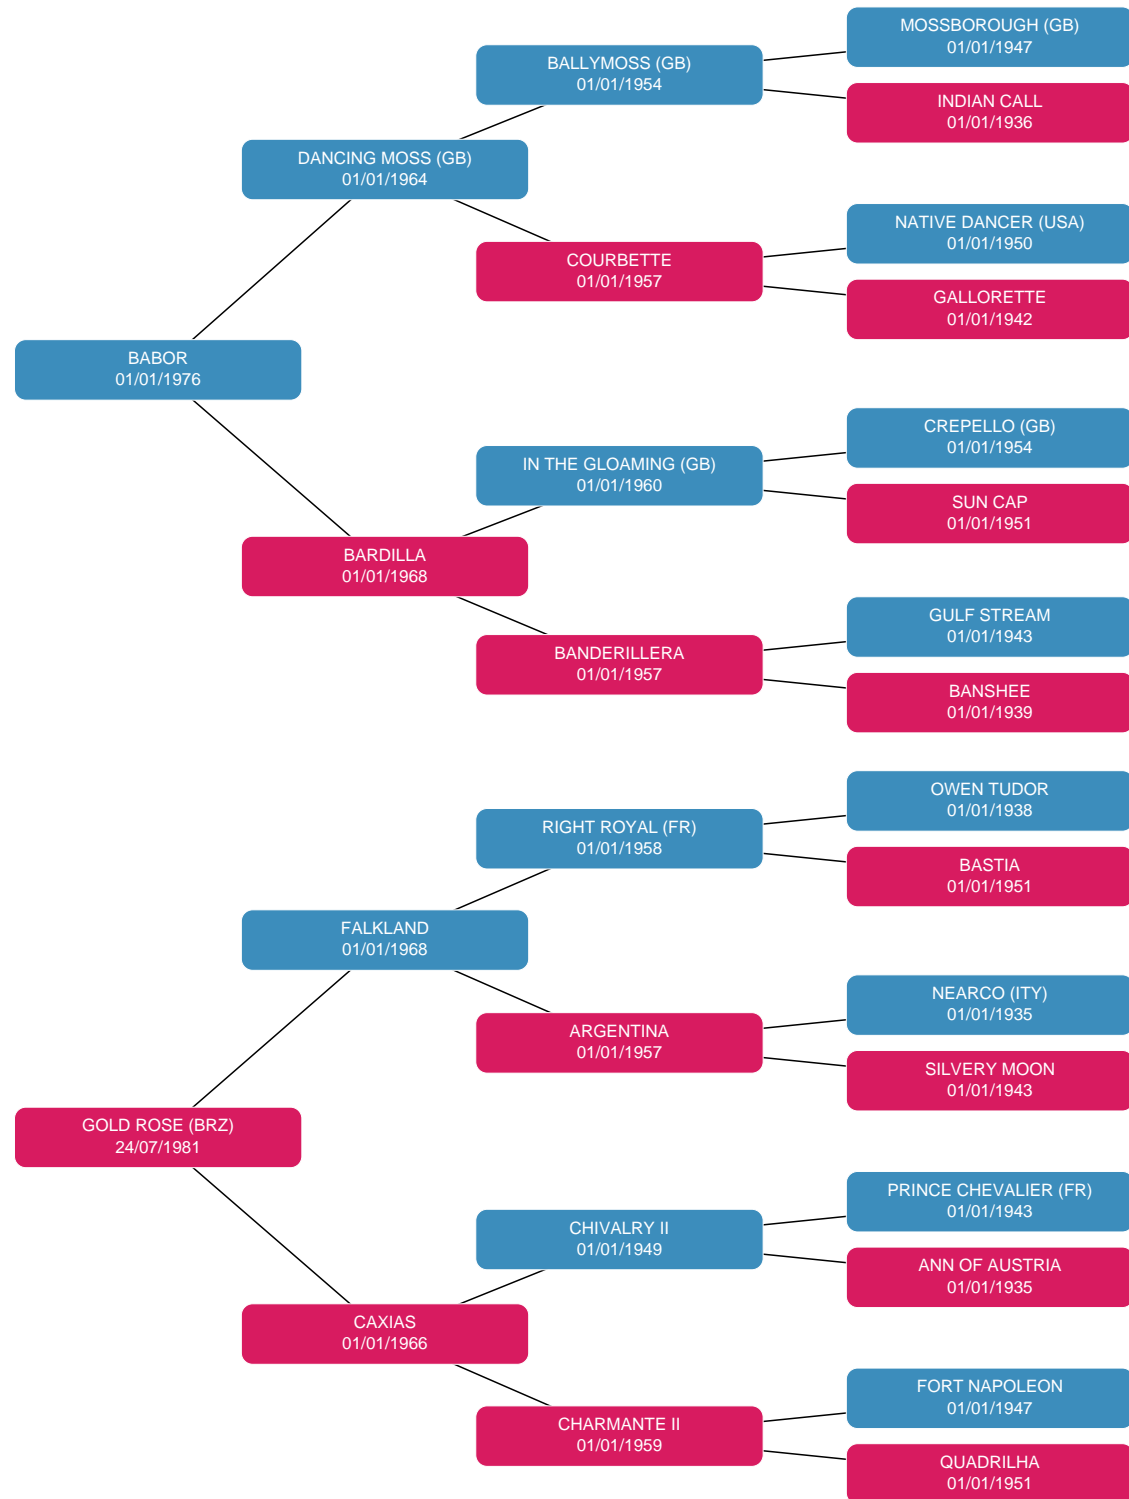 MOSSBOROUGH (GB)
01/01/1947
BALLYMOSS (GB)
01/01/1954
INDIAN CALL
01/01/1936
DANCING MOSS (GB)
01/01/1964
NATIVE DANCER (USA)
01/01/1950
COURBETTE
01/01/1957
GALLORETTE
01/01/1942
BABOR
01/01/1976
CREPELLO (GB)
01/01/1954
IN THE GLOAMING (GB)
01/01/1960
SUN CAP
01/01/1951
BARDILLA
01/01/1968
GULF STREAM
01/01/1943
BANDERILLERA
01/01/1957
BANSHEE
01/01/1939
OWEN TUDOR
01/01/1938
RIGHT ROYAL (FR)
01/01/1958
BASTIA
01/01/1951
FALKLAND
01/01/1968
NEARCO (ITY)
01/01/1935
ARGENTINA
01/01/1957
SILVERY MOON
01/01/1943
GOLD ROSE (BRZ)
24/07/1981
PRINCE CHEVALIER (FR)
01/01/1943
CHIVALRY II
01/01/1949
ANN OF AUSTRIA
01/01/1935
CAXIAS
01/01/1966
FORT NAPOLEON
01/01/1947
CHARMANTE II
01/01/1959
QUADRILHA
01/01/1951